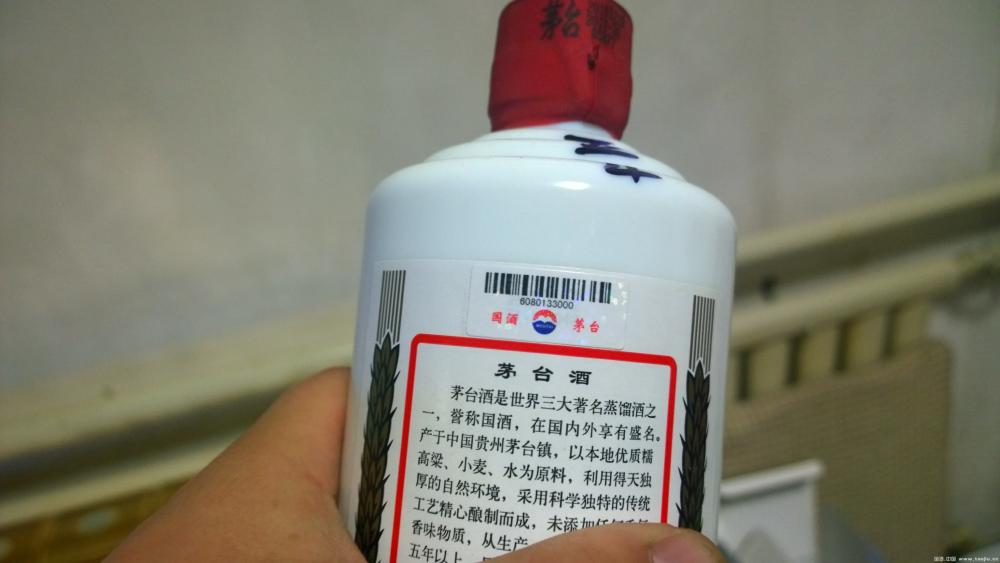 茅台
6080133000
国酒 茅台
茅台酒
茅台酒是世界三大著名蒸馏酒之
一，誉称国酒，在国内外享有盛名。
产于中国贵州茅台镇，以本地优质糯
高粱、小麦、水为原料，利用得天独
厚的自然环境，采用科学独特的传统
工艺精心酿制而成，未添加任何
香味物质，从生产
五年以上